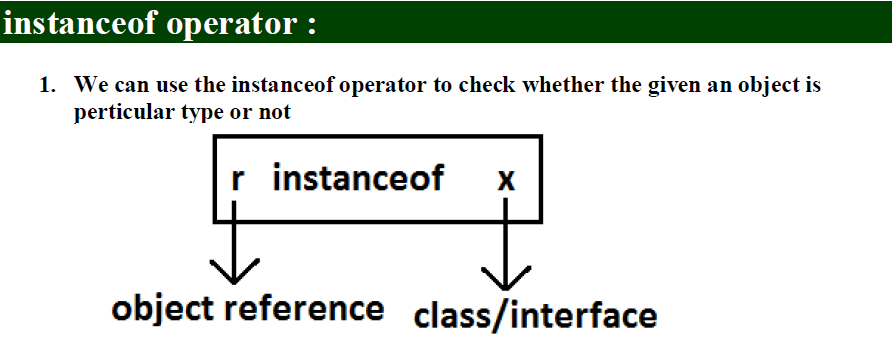 instanceof operator :
1. We can use the instanceof operator to check whether the given an object is
perticular type or not
r instanceof x
object reference class/interface